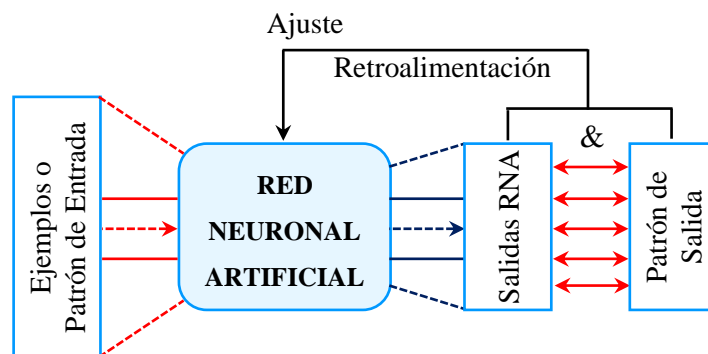 Ajuste
Retroalimentación
Ejemplos o
Patrón de Entrada
RED
NEURONAL
ARTIFICIAL
Salidas RNA
&
Patrón de
Salida